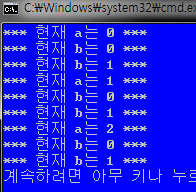 C:\Windows\system32\cmd.ex
*** 현재 a는 0 ***
*** 현재 b는 0 ***
*** 현재 b는 1 ***
*** 현재 a는 1 ***
*** 현재 b는 0 ***
*** 현재 b는 1 ***
*** 현재 a는 2 ***
*** 현재 b는 0 ***
*** 현재 b는 1 ***
계속하려면 아무 키나 누르